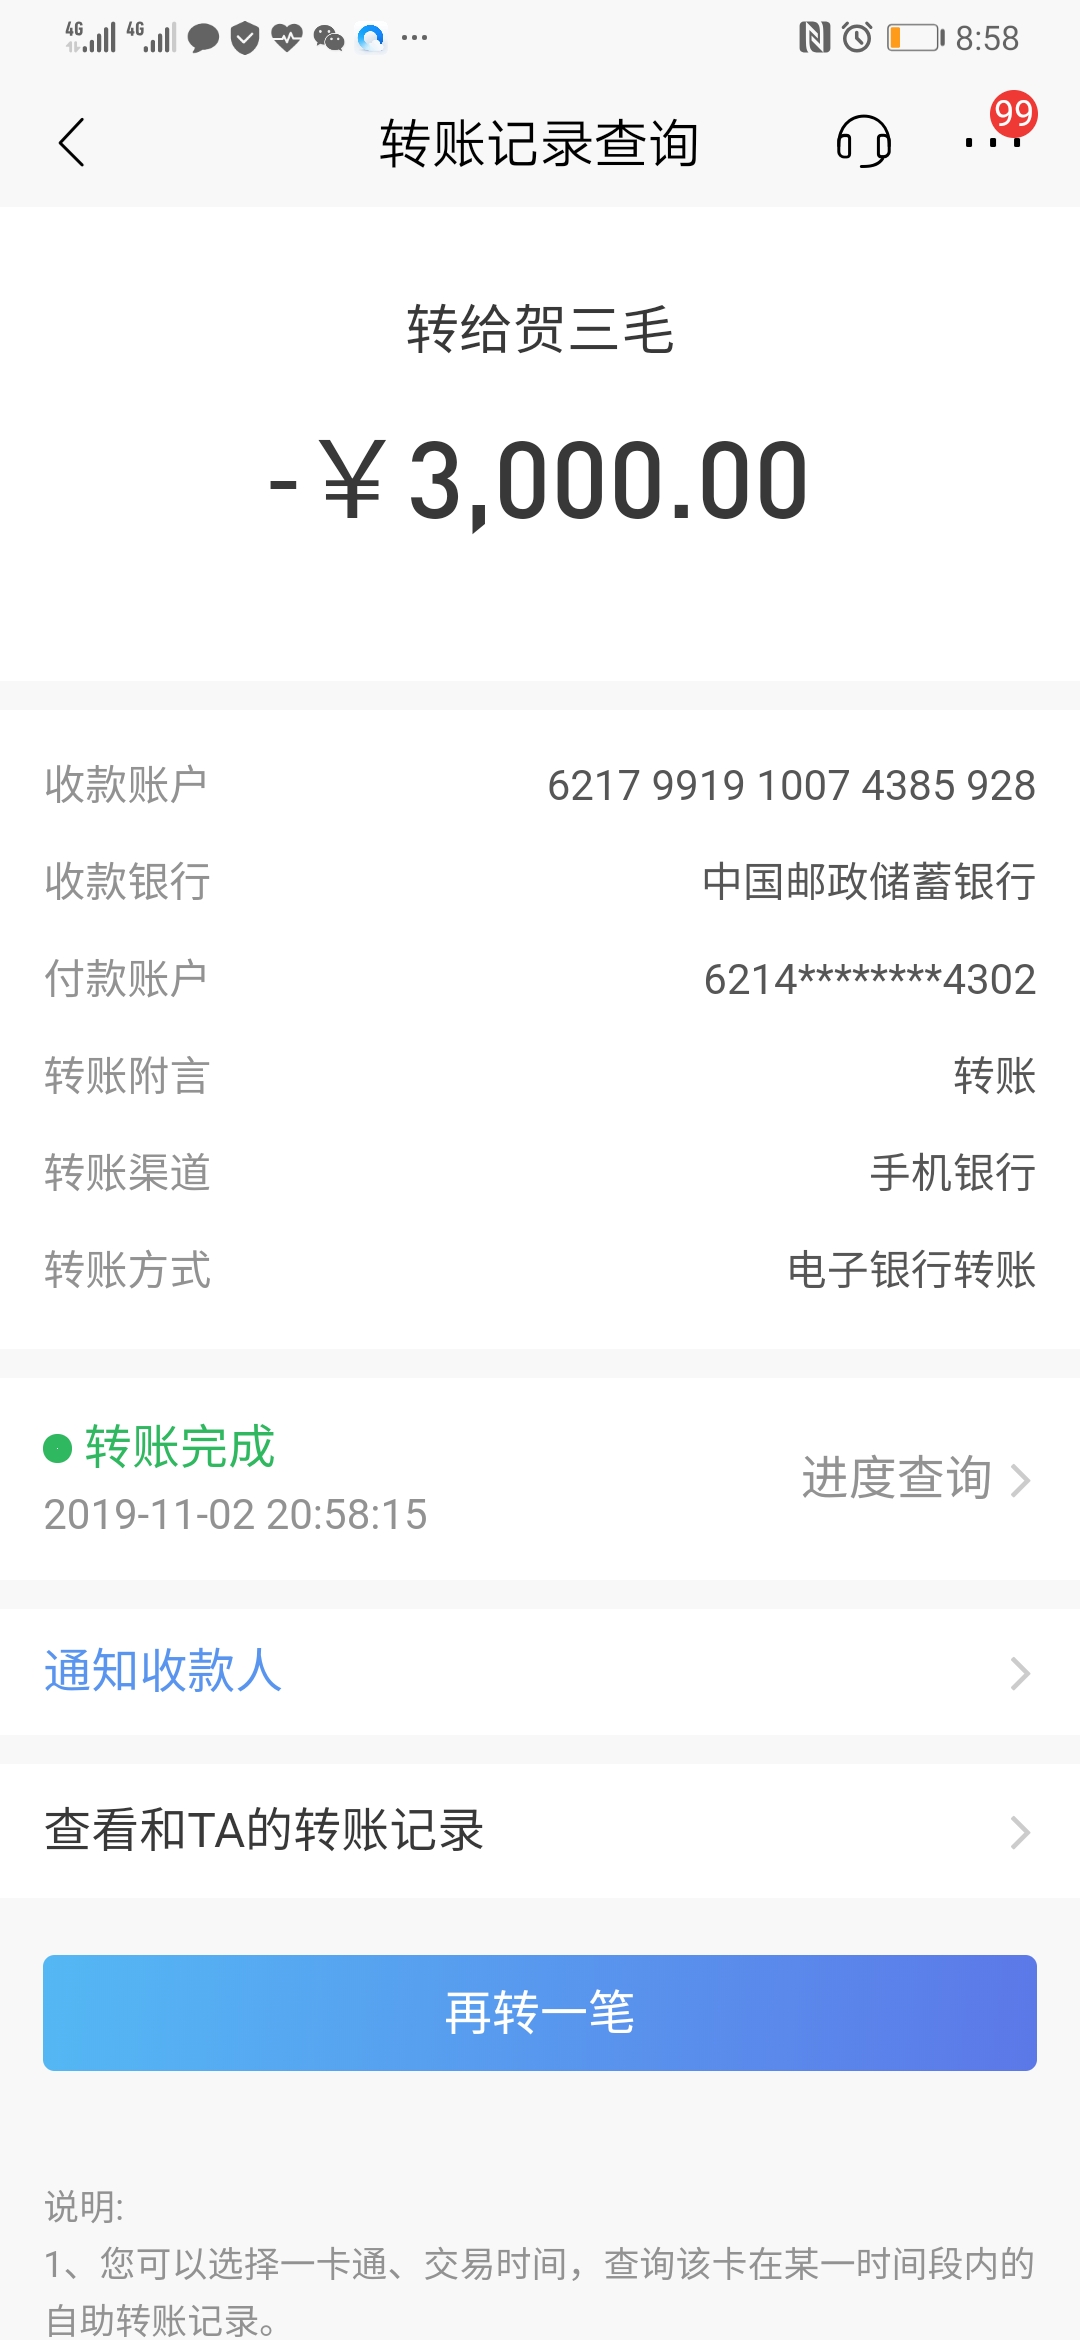 4G 4G 8:58
转账记录查询 99
转给贺三毛
-￥3,000.00
收款账户 6217 9919 1007 4385 928
收款银行 中国邮政储蓄银行
付款账户 6214********4302
转账附言 转账
转账渠道 手机银行
转账方式 电子银行转账
转账完成
2019-11-02 20:58:15 进度查询
通知收款人
查看和TA的转账记录
再转一笔
说明:
1、您可以选择一卡通、交易时间，查询该卡在某一时间段内的
自助转账记录。